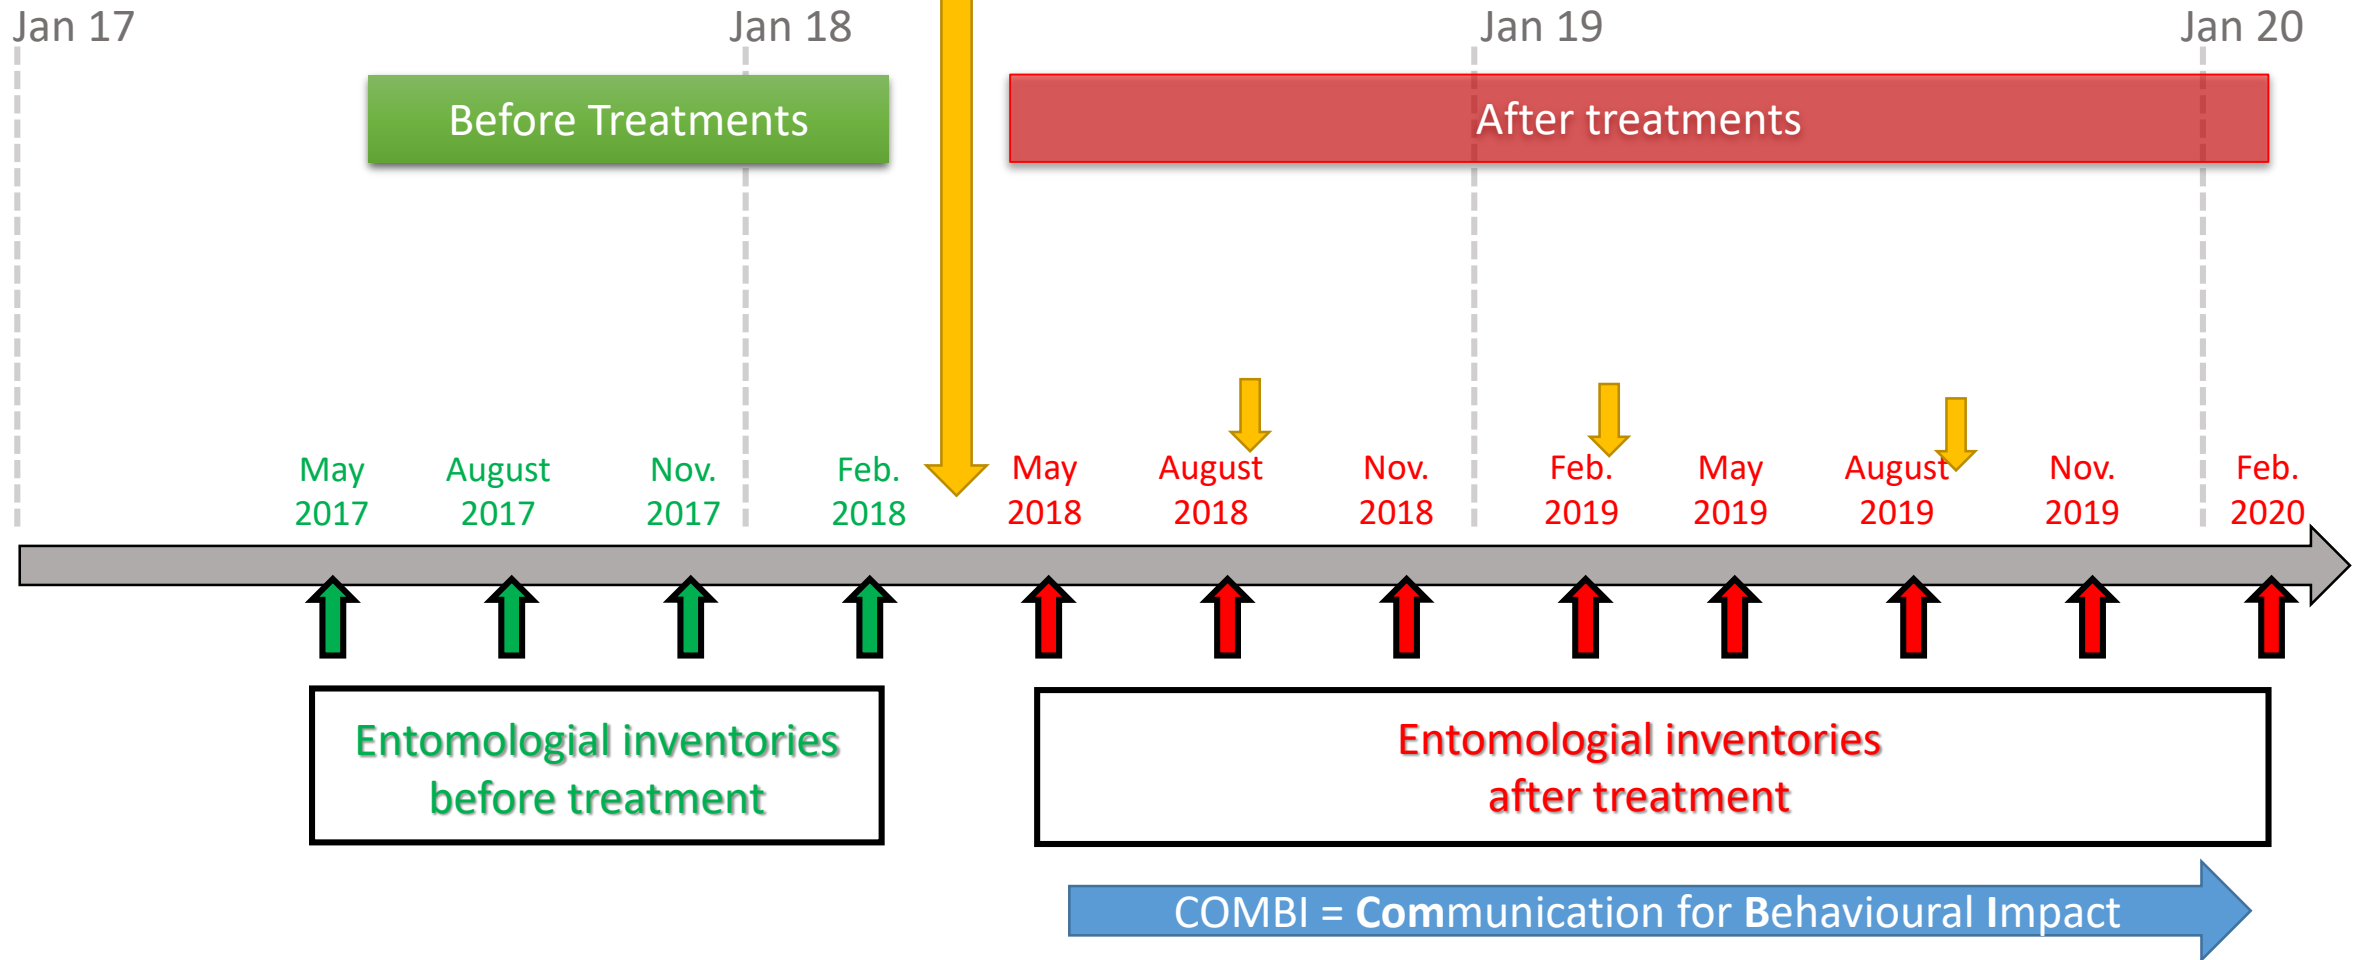 Jan 17
Jan 18
Jan 19
Jan 20
Before Treatments
After treatments
May
2017
August
2017
Nov.
2017
Feb.
2018
May
2018
August
2018
Nov.
2018
Feb.
2019
May
2019
August
2019
Nov.
2019
Feb.
2020
Entomologial inventories
before treatment
Entomologial inventories
after treatment
COMBI = Communication for Behavioural Impact